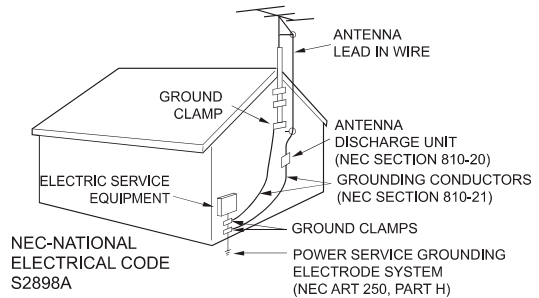 ANTENNA
LEAD IN WIRE
GROUND
CLAMP
ANTENNA
DISCHARGE UNIT
(NEC SECTION 810-20)
ELECTRIC SERVICE
EQUIPMENT
GROUNDING CONDUCTORS
(NEC SECTION 810-21)
GROUND CLAMPS
NEC-NATIONAL
ELECTRICAL CODE
S2898A
POWER SERVICE GROUNDING
ELECTRODE SYSTEM
(NEC ART 250, PART H)